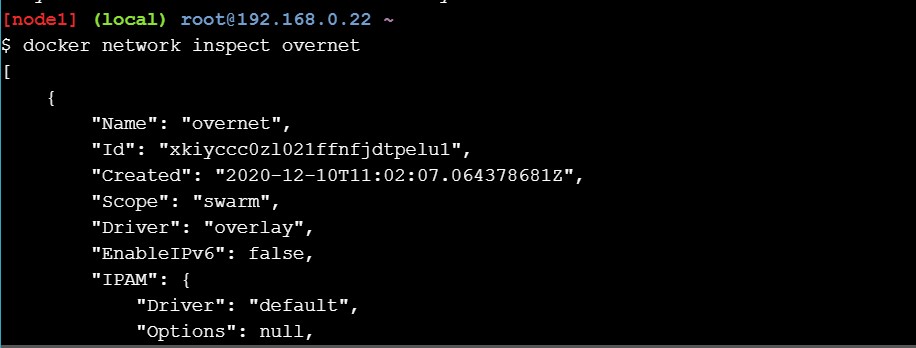 [node1] (local) root@192.168.0.22 ~
$ docker network inspect overnet
[
    {
        "Name": "overnet",
        "Id": "xkiyccc0zl021ffnfjdtpelu1",
        "Created": "2020-12-10T11:02:07.064378681Z",
        "Scope": "swarm",
        "Driver": "overlay",
        "EnableIPv6": false,
        "IPAM": {
            "Driver": "default",
            "Options": null,